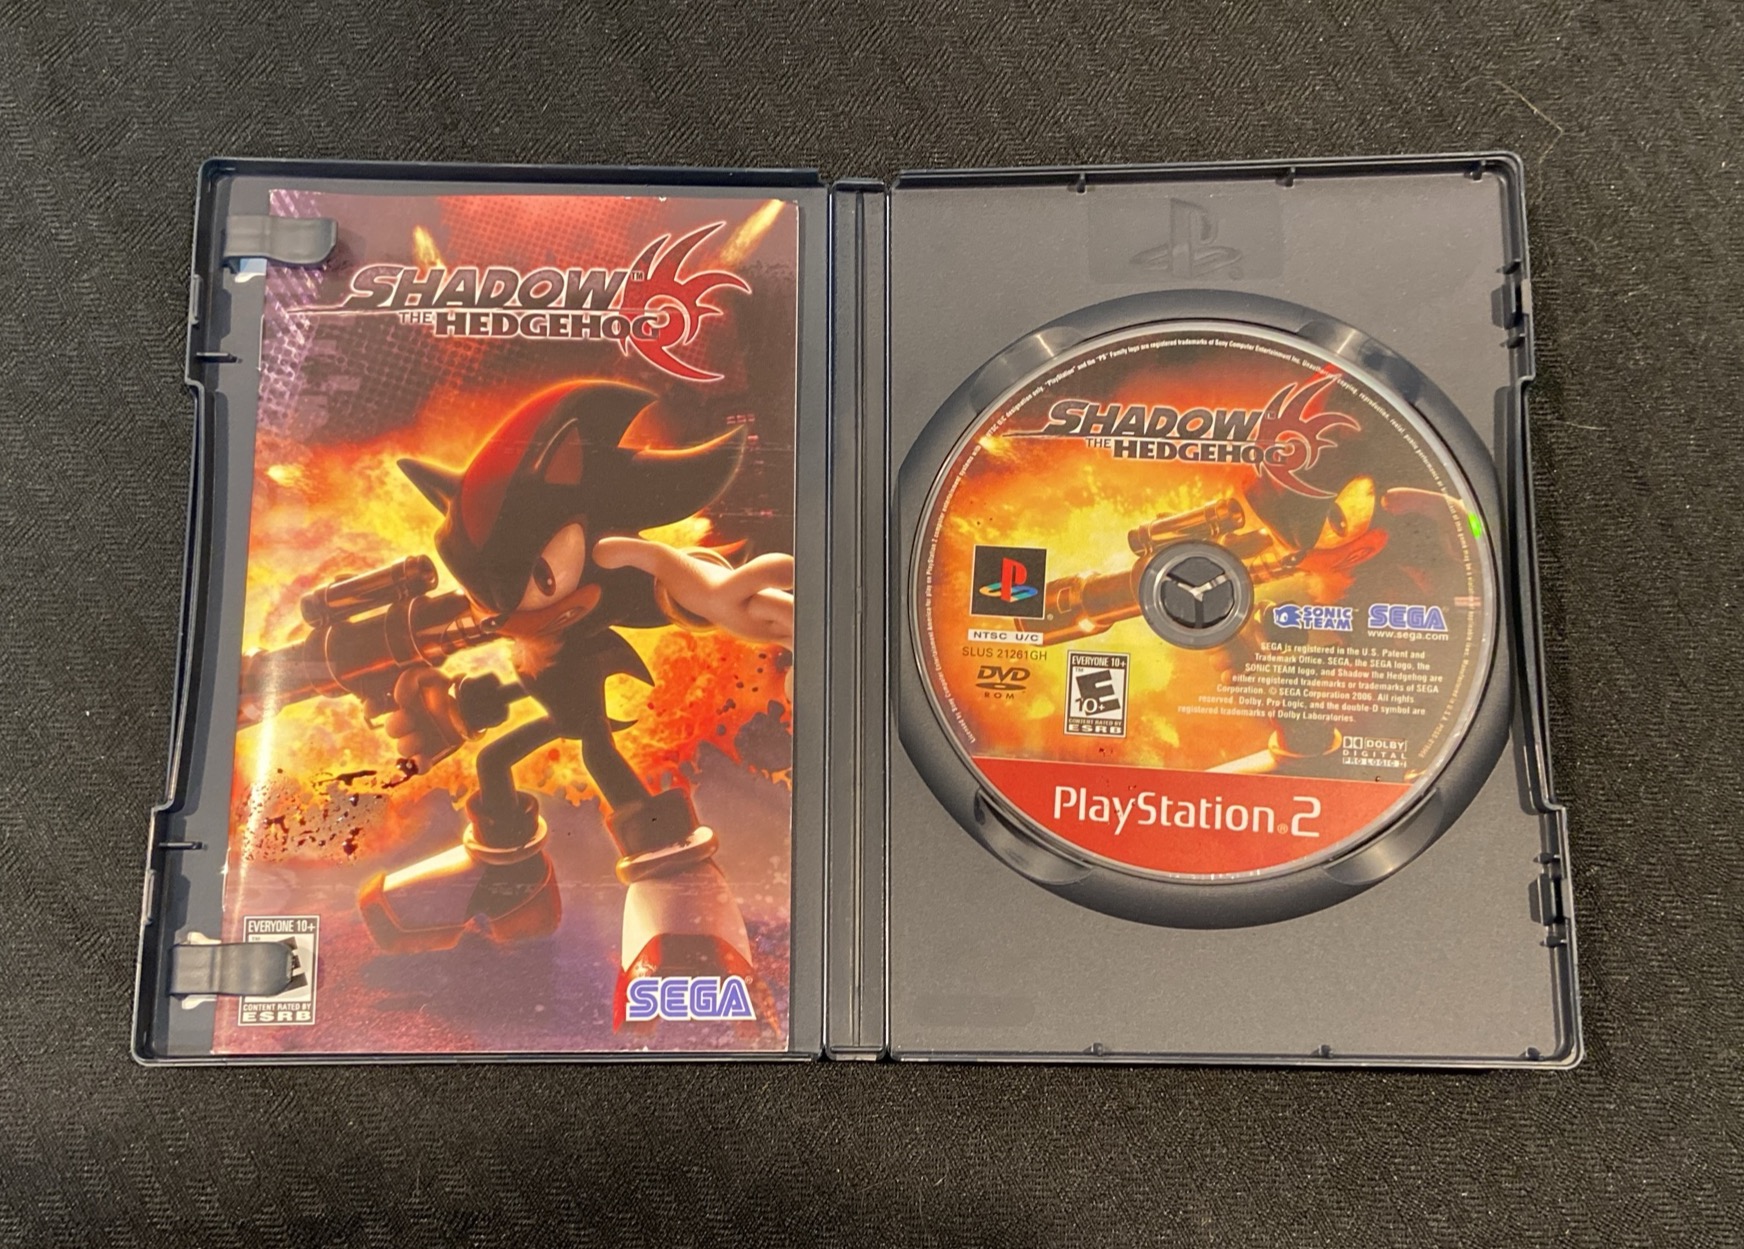 SHADOW™
THE HEDGEHOG
EVERYONE 10+
E
CONTENT RATED BY
ESRB
SEGA®
SHADOW
THE HEDGEHOG
NTSC U/C
SLUS 21261GH
DVD
ROM
EVERYONE 10+
E
10+
CONTENT RATED BY
ESRB
SONIC
TEAM
SEGA
www.sega.com
SEGA is registered in the U.S. Patent and
Trademark Office. SEGA, the SEGA logo, the
SONIC TEAM logo, and Shadow the Hedgehog are
either registered trademarks or trademarks of SEGA
Corporation. © SEGA Corporation 2006. All rights
reserved. Dolby, Pro Logic, and the double-D symbol are
registered trademarks of Dolby Laboratories.
DOLBY
DIGITAL
PRO LOGIC II
PlayStation®2